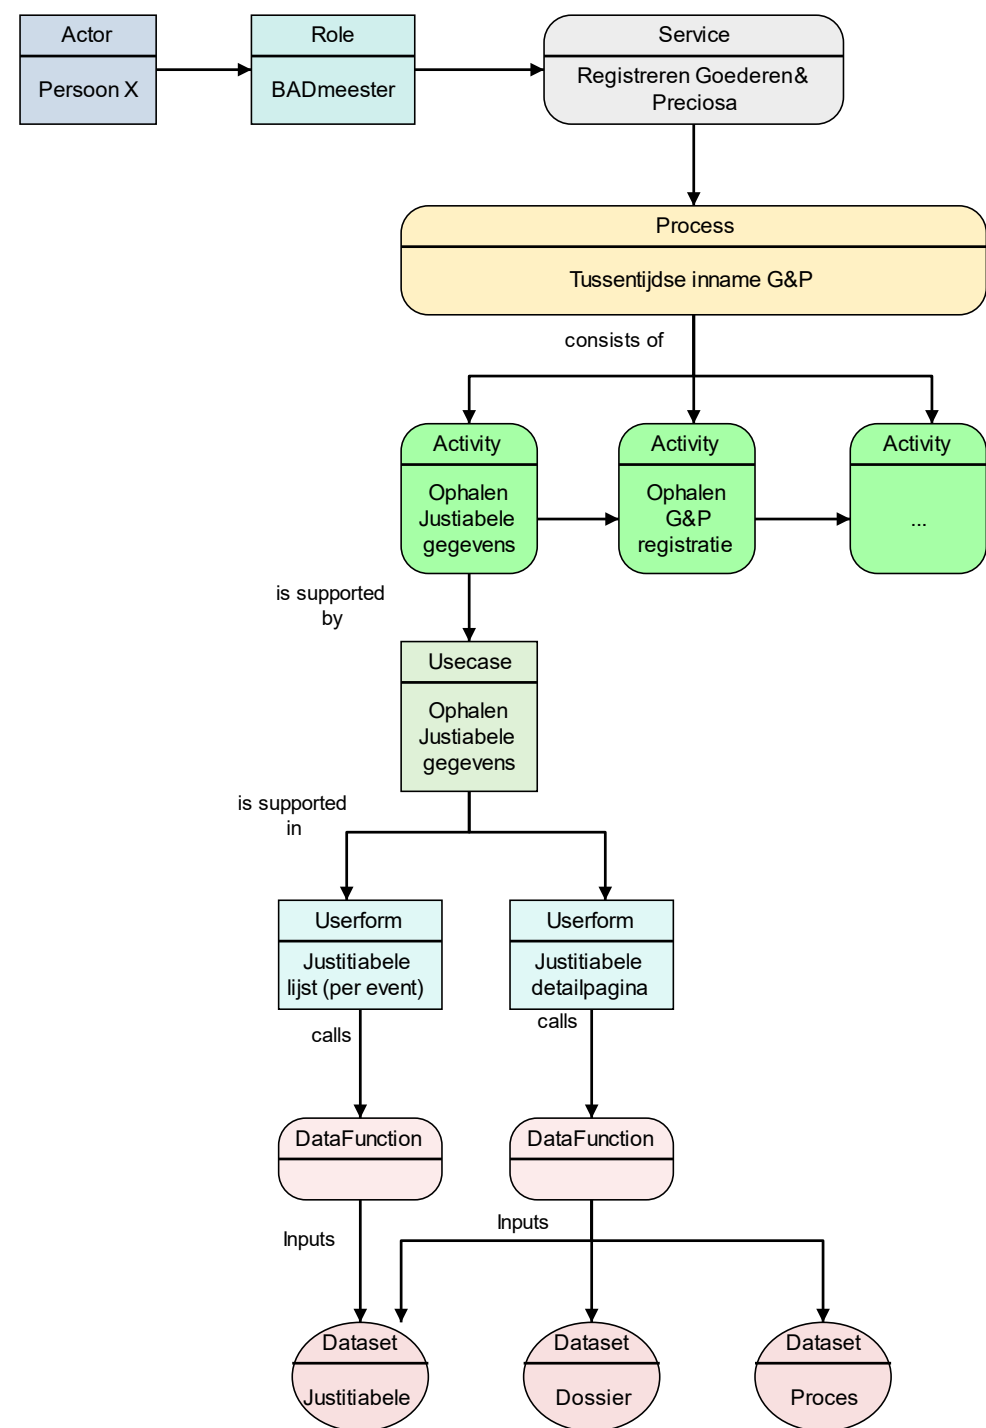 Actor
Persoon X
Role
BADmeester
Service
Registreren Goederen &
Preciosa
Process
Tussentijdse inname G&P
consists of
Activity
Ophalen
Justiabele
gegevens
Activity
Ophalen
G&P
registratie
Activity
...
is supported
by
Usecase
Ophalen
Justiabele
gegevens
is supported
in
Userform
Justitiabele
lijst (per event)
Userform
Justitiabele
detailpagina
calls
calls
DataFunction
DataFunction
Inputs
Inputs
Dataset
Justitiabele
Dataset
Dossier
Dataset
Proces